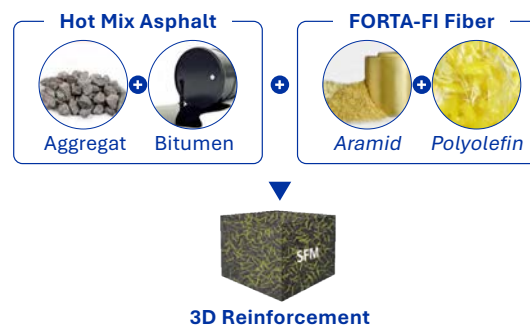 Hot Mix Asphalt
FORTA-FI Fiber
+
+
+
Aggregat
Bitumen
Aramid
Polyolefin
SFM
3D Reinforcement